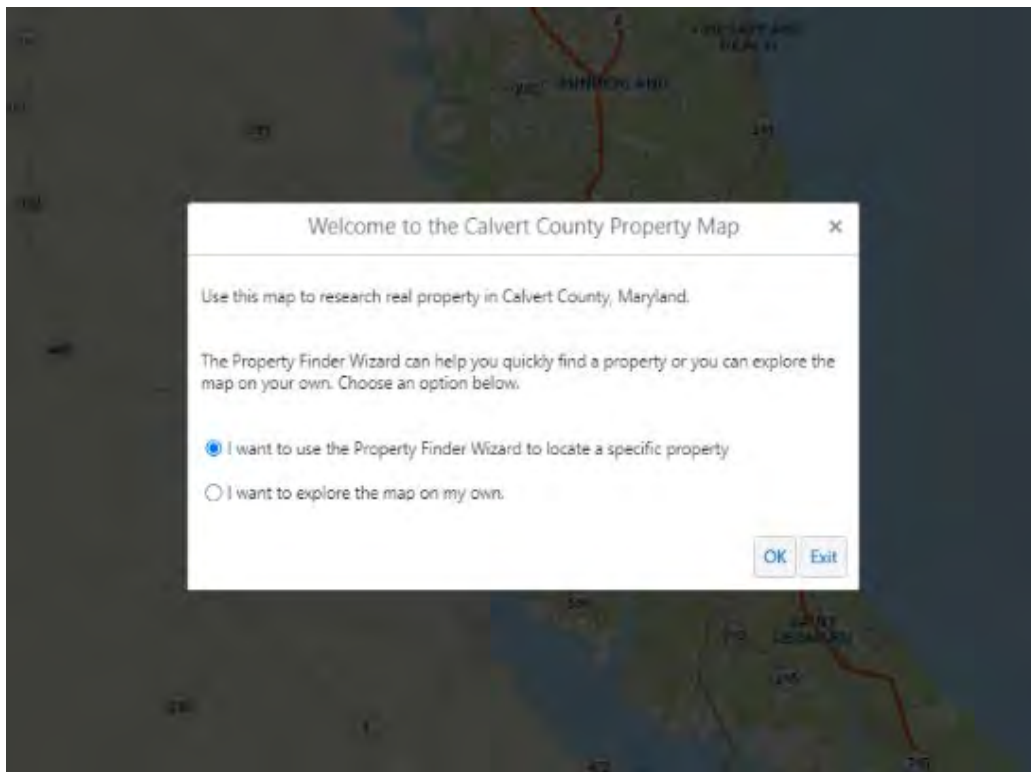 Welcome to the Calvert County Property Map
Use this map to research real property in Calvert County, Maryland.
The Property Finder Wizard can help you quickly find a property or you can explore the
map on your own. Choose an option below.
I want to use the Property Finder Wizard to locate a specific property
I want to explore the map on my own.
OK Exit